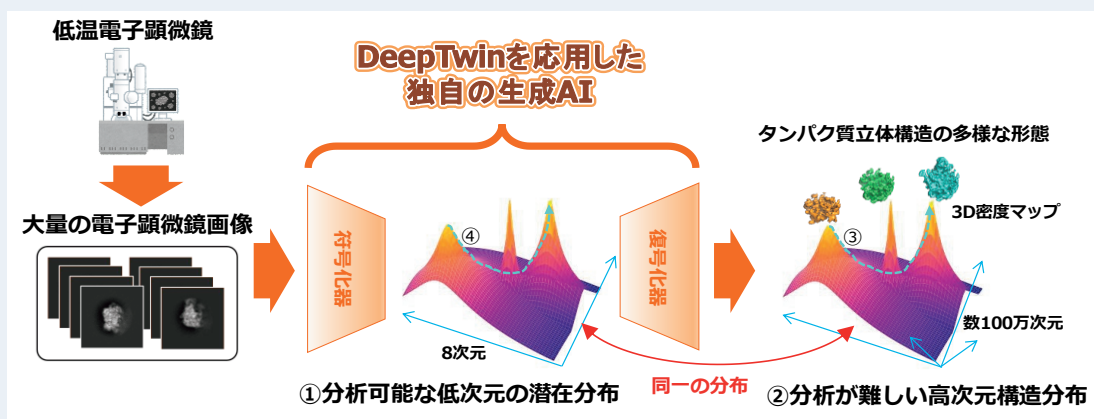 低温電子顕微鏡
大量の電子顕微鏡画像
DeepTwinを応用した
独自の生成AI
符号化器
④
8次元
復号化器
①分析可能な低次元の潜在分布
同一の分布
タンパク質立体構造の多様な形態
3D密度マップ
③
数100万次元
②分析が難しい高次元構造分布